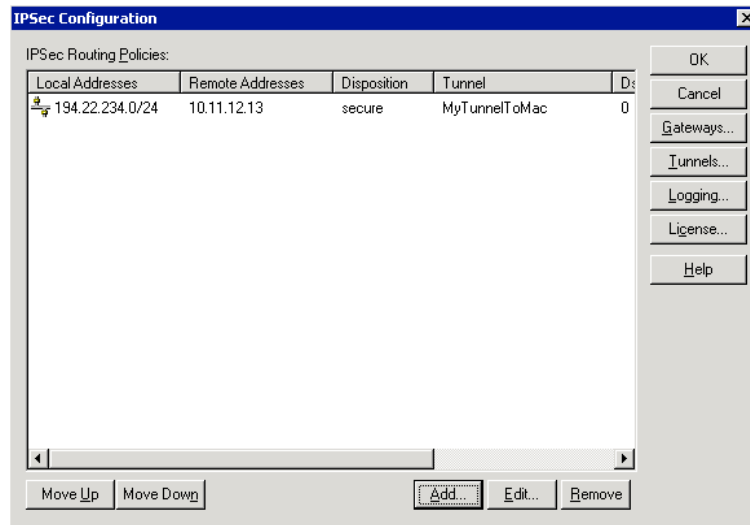 IPSec Configuration
IPSec Routing Policies:
Local Addresses Remote Addresses Disposition Tunnel Ds
194.22.234.0/24 10.11.12.13 secure MyTunnelToMac 0
OK
Cancel
Gateways...
Tunnels...
Logging...
License...
Help
Move Up Move Down Add... Edit... Remove